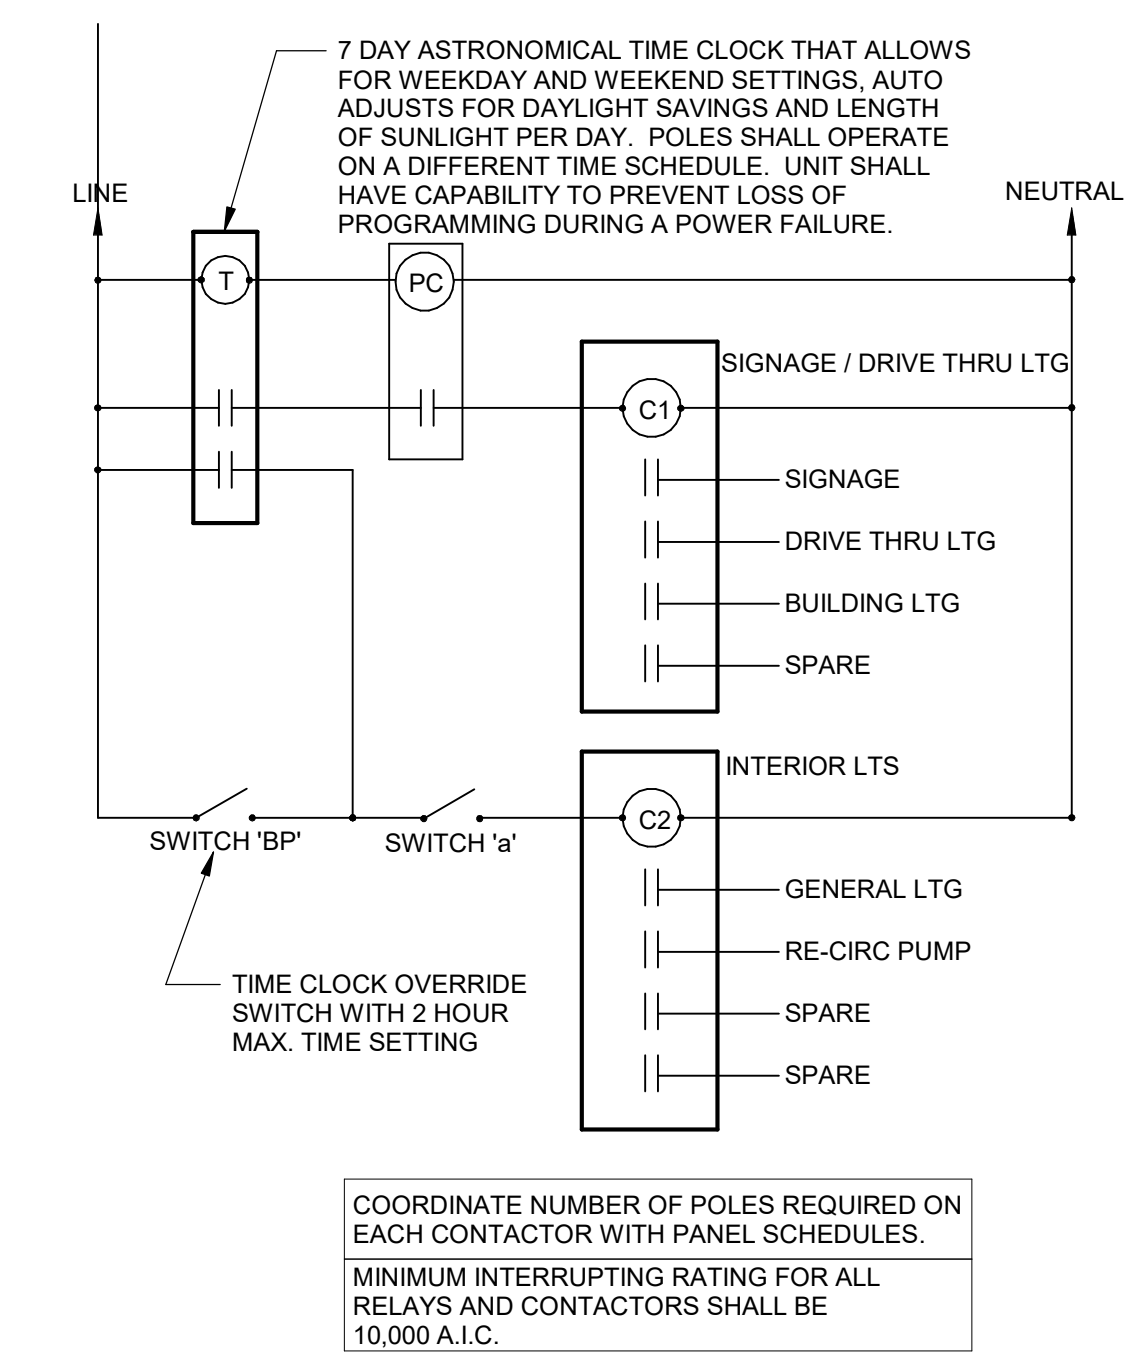 7 DAY ASTRONOMICAL TIME CLOCK THAT ALLOWS
FOR WEEKDAY AND WEEKEND SETTINGS, AUTO
ADJUSTS FOR DAYLIGHT SAVINGS AND LENGTH
OF SUNLIGHT PER DAY. POLES SHALL OPERATE
ON A DIFFERENT TIME SCHEDULE. UNIT SHALL
HAVE CAPABILITY TO PREVENT LOSS OF
PROGRAMMING DURING A POWER FAILURE.
LINE
NEUTRAL
T
PC
SIGNAGE / DRIVE THRU LTG
C1
SIGNAGE
DRIVE THRU LTG
BUILDING LTG
SPARE
INTERIOR LTS
C2
SWITCH 'BP'
SWITCH 'a'
GENERAL LTG
RE-CIRC PUMP
SPARE
SPARE
TIME CLOCK OVERRIDE
SWITCH WITH 2 HOUR
MAX. TIME SETTING
COORDINATE NUMBER OF POLES REQUIRED ON
EACH CONTACTOR WITH PANEL SCHEDULES.
MINIMUM INTERRUPTING RATING FOR ALL
RELAYS AND CONTACTORS SHALL BE
10,000 A.I.C.